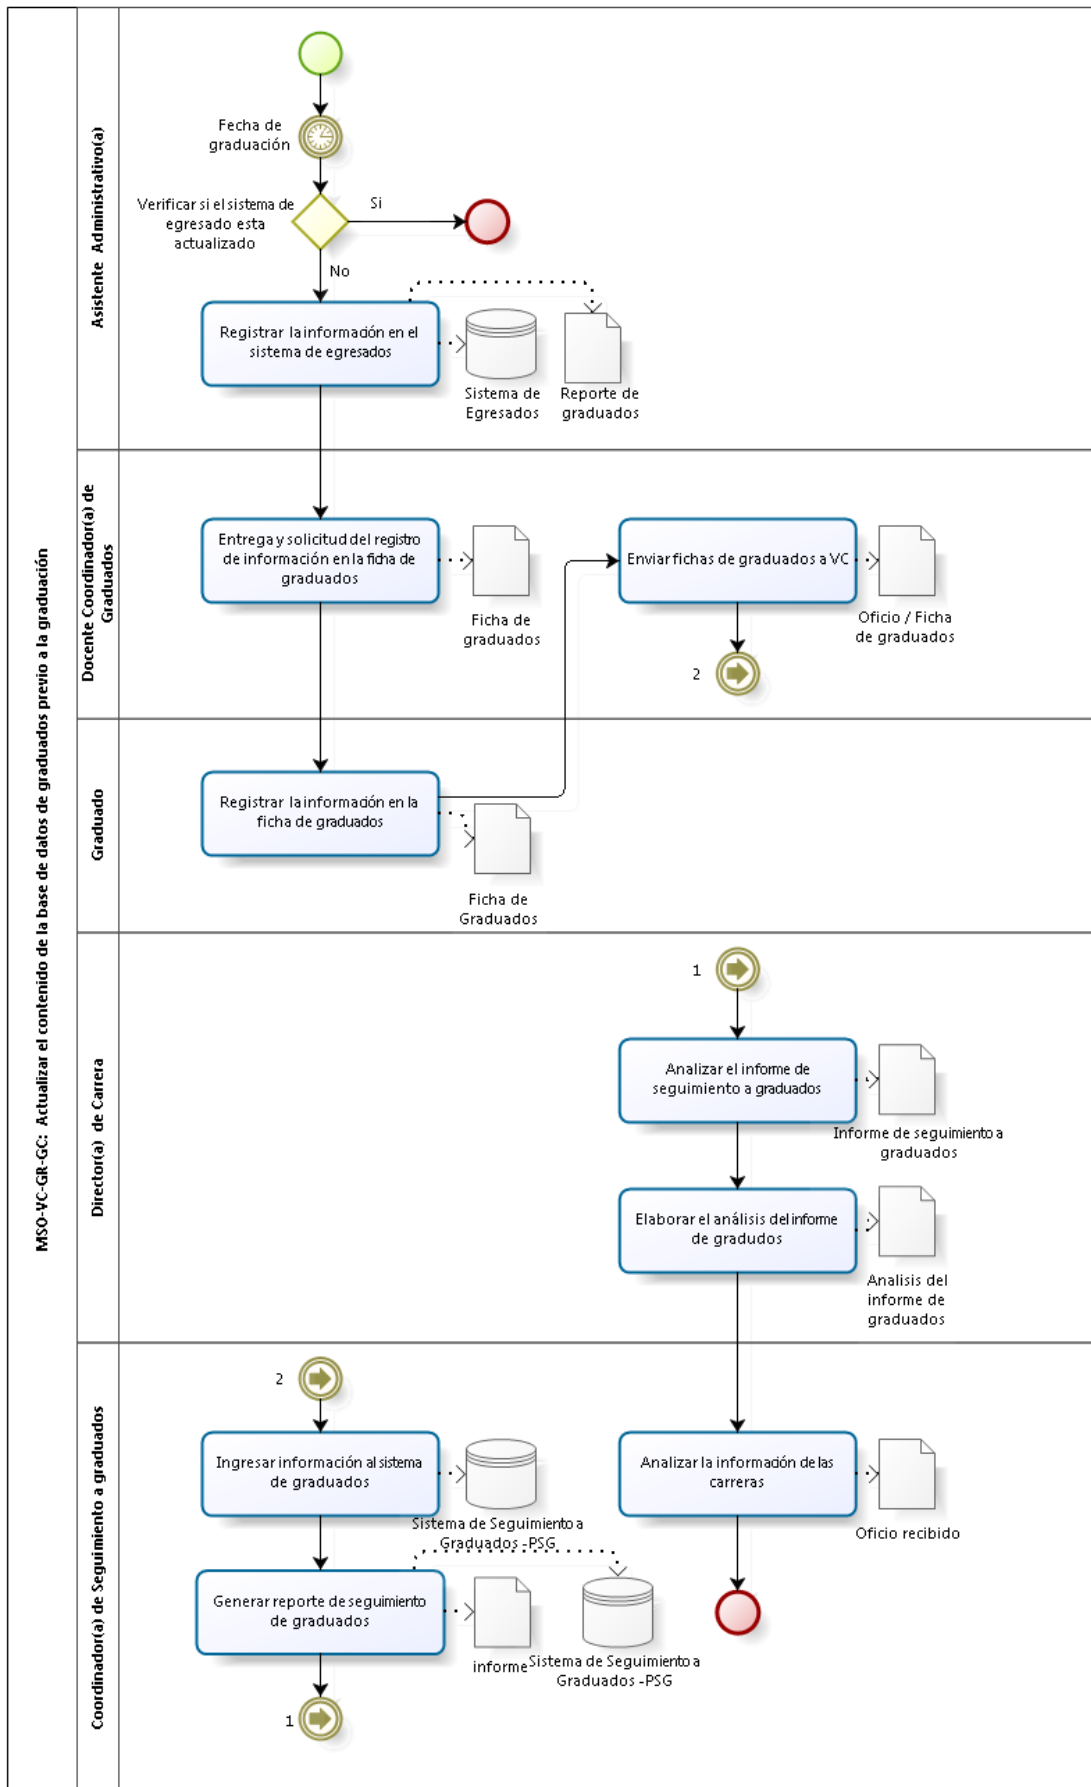 MSO-VC-GR-GC: Actualizar el contenido de la base de datos de graduados previo a la graduación
Asistente Administrativo(a)
Fecha de
graduación
Verificar si el sistema de
egresado esta
actualizado
Si
No
Registrar la información en el
sistema de egresados
Sistema de
Egresados
Reporte de
graduados
Docente Coordinador(a) de
Graduados
Entrega y solicitud del registro
de información en la ficha de
graduados
Ficha de
graduados
Enviar fichas de graduados a VC
Oficio / Ficha
de graduados
2
Graduado
Registrar la información en la
ficha de graduados
Ficha de
Graduados
Director(a) de Carrera
1
Analizar el informe de
seguimiento a graduados
Informe de seguimiento a
graduados
Elaborar el análisis del informe
de gradudos
Analisis del
informe de
graduados
Coordinador(a) de Seguimiento a graduados
2
Ingresar información al sistema
de graduados
Sistema de Seguimiento a
Graduados -PSG
Generar reporte de seguimiento
de graduados
informe
Sistema de Seguimiento a
Graduados -PSG
1
Analizar la información de las
carreras
Oficio recibido